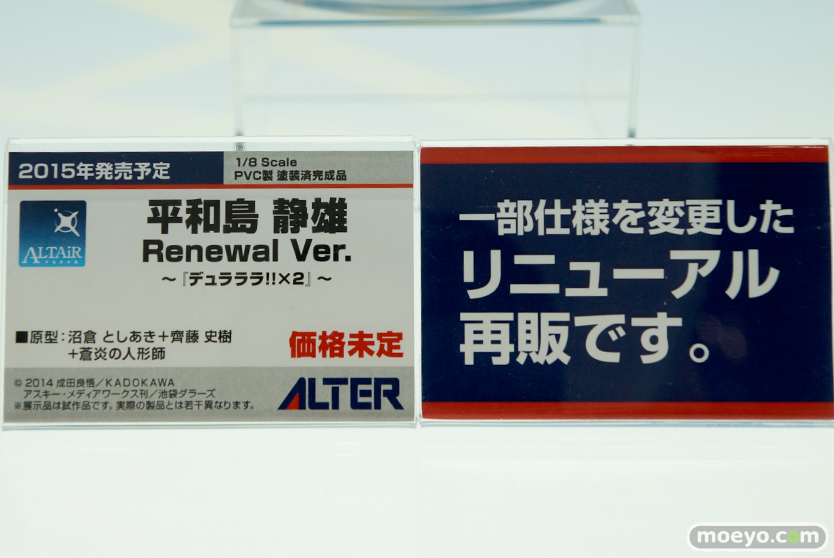 2015年発売予定
1/8 Scale
PVC製 塗装済完成品
ALTAiR
アルタイル
平和島 静雄
Renewal Ver.
～『デュラララ!!×2』～
■原型：沼倉 としあき＋齊藤 史樹
＋蒼炎の人形師
価格未定
© 2014 成田良悟／KADOKAWA
アスキー・メディアワークス刊／池袋ダラーズ
※展示品は試作品です。実際の製品とは若干異なります。
ALTER
一部仕様を変更した
リニューアル
再販です。
moeyo.com